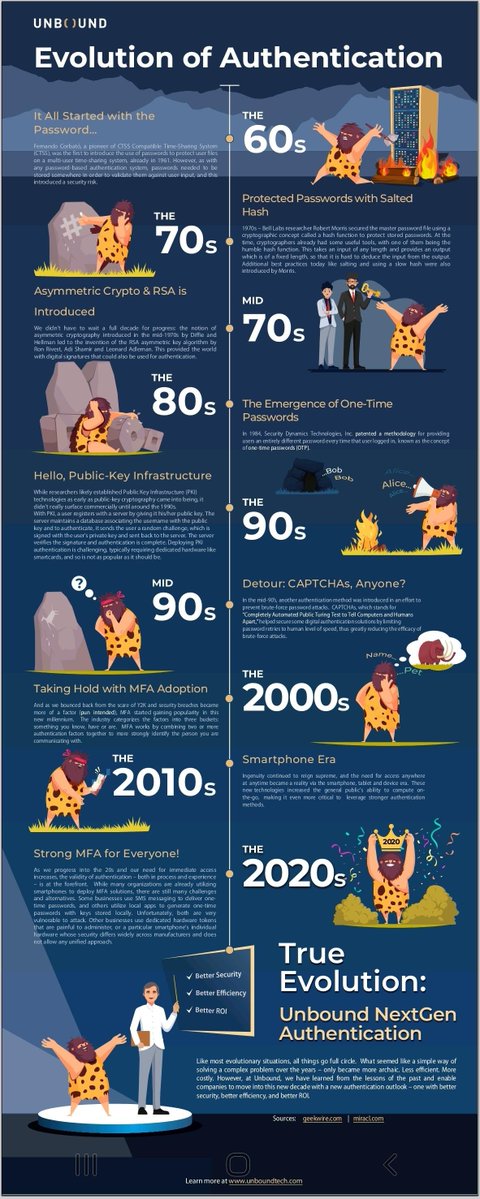 UNBOUND
Evolution of Authentication
It All Started with the
Password...
Fernando Corbató, a pioneer of CTSS Compatible Time-Sharing System
(CTSS), was the first to introduce the use of passwords to protect user files
on a multi-user time-sharing system, already in 1961. However, as with
any password-based authentication system, passwords needed to be
stored somewhere in order to validate them against user input, and this
introduced a security risk.
THE
60s
THE
70s
Protected Passwords with Salted
Hash
1970s – Bell Labs researcher Robert Morris secured the master password file using a
cryptographic concept called a hash function to protect stored passwords. At the
time, cryptographers already had some useful tools, with one of them being the
humble hash function. This takes an input of any length and provides an output
which is of a fixed length, so that it is hard to deduce the input from the output.
Additional best practices today like salting and using a slow hash were also
introduced by Morris.
Asymmetric Crypto & RSA is
Introduced
We didn't have to wait a full decade for progress: the notion of
asymmetric cryptography introduced in the mid-1970s by Diffie and
Hellman led to the invention of the RSA asymmetric key algorithm by
Ron Rivest, Adi Shamir and Leonard Adleman. This provided the world
with digital signatures that could also be used for authentication.
MID
70s
THE
80s
The Emergence of One-Time
Passwords
In 1984, Security Dynamics Technologies, Inc. patented a methodology for providing
users an entirely different password every time that user logged in, known as the concept
of one-time passwords (OTP).
Hello, Public-Key Infrastructure
While researchers likely established Public Key Infrastructure (PKI)
technologies as early as public-key cryptography came into being, it
didn't really surface commercially until around the 1990s.
With PKI, a user registers with a server by giving it his/her public key. The
server maintains a database associating the username with the public
key and to authenticate, it sends the user a random challenge, which is
signed with the user's private key and sent back to the server. The server
verifies the signature and authentication is complete. Deploying PKI
authentication is challenging, typically requiring dedicated hardware like
smartcards, and so is not as popular as it should be.
Bob
Bob
Alice...
Alice...
Alice...
THE
90s
?
MID
90s
Detour: CAPTCHAs, Anyone?
In the mid-90s, another authentication method was introduced in an effort to
prevent brute-force password attacks. CAPTCHAs, which stands for
"Completely Automated Public Turing Test to Tell Computers and Humans
Apart," helped secure some digital authentication solutions by limiting
password retries to human level of speed, thus greatly reducing the efficacy of
brute-force attacks.
Taking Hold with MFA Adoption
And as we bounced back from the scare of Y2K and security breaches became
more of a factor (pun intended), MFA started gaining popularity in this
new millennium. The industry categorizes the factors into three buckets:
something you know, have or are. MFA works by combining two or more
authentication factors together to more strongly identify the person you are
communicating with.
THE
2000s
Name...
...Pet
THE
2010s
Smartphone Era
Ingenuity continued to reign supreme, and the need for access anywhere
at anytime became a reality via the smartphone, tablet and device era. These
new technologies increased the general public's ability to compute on-
the-go, making it even more critical to leverage stronger authentication
methods.
Strong MFA for Everyone!
As we progress into the 20s and our need for immediate access
increases, the validity of authentication – both in process and experience
– is at the forefront. While many organizations are already utilizing
smartphones to deploy MFA solutions, there are still many challenges
and alternatives. Some businesses use SMS messaging to deliver one-
time passwords, and others utilize local apps to generate one-time
passwords with keys stored locally. Unfortunately, both are very
vulnerable to attack. Other businesses use dedicated hardware tokens
that are painful to administer, or a particular smartphone's individual
hardware whose security differs widely across manufacturers and does
not allow any unified approach.
THE
2020s
2020
Better Security
Better Efficiency
Better ROI
True
Evolution:
Unbound NextGen
Authentication
Like most evolutionary situations, all things go full circle. What seemed like a simple way of
solving a complex problem over the years – only became more archaic. Less efficient. More
costly. However, at Unbound, we have learned from the lessons of the past and enable
companies to move into this new decade with a new authentication outlook – one with better
security, better efficiency, and better ROI.
Sources: geekwire.com | miracl.com
Learn more at www.unboundtech.com